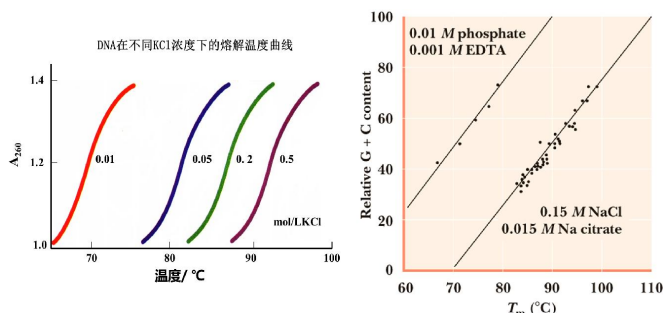 DNA在不同KCl浓度下的熔解温度曲线
1.4
1.2
1.0
A260
0.01
0.05
0.2
0.5
mol/LKCl
70
80
90
100
温度/ ℃
100
80
60
40
20
0
Relative G + C content
0.01 M phosphate
0.001 M EDTA
0.15 M NaCl
0.015 M Na citrate
60
70
80
90
100
110
Tm (°C)